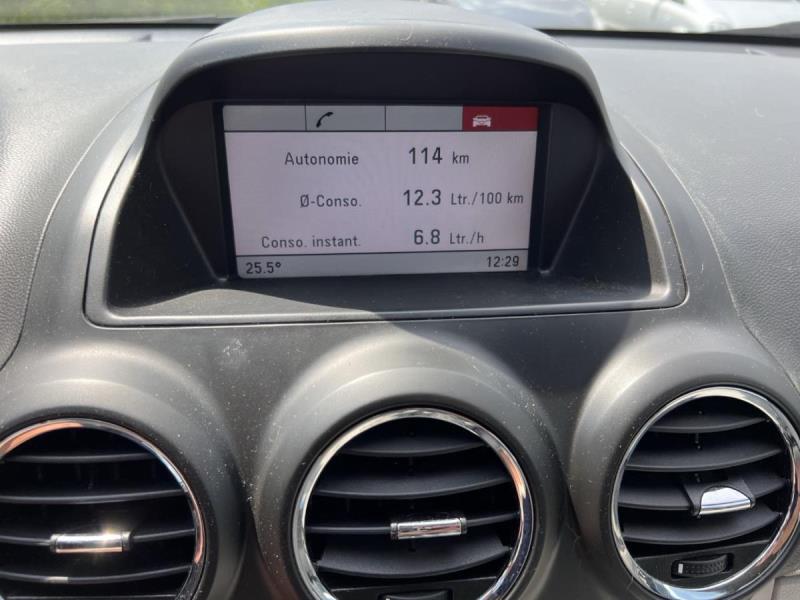 Autonomie 114 km
Ø-Conso. 12.3 Ltr./100 km
Conso. instant. 6.8 Ltr./h
25.5° 12:29